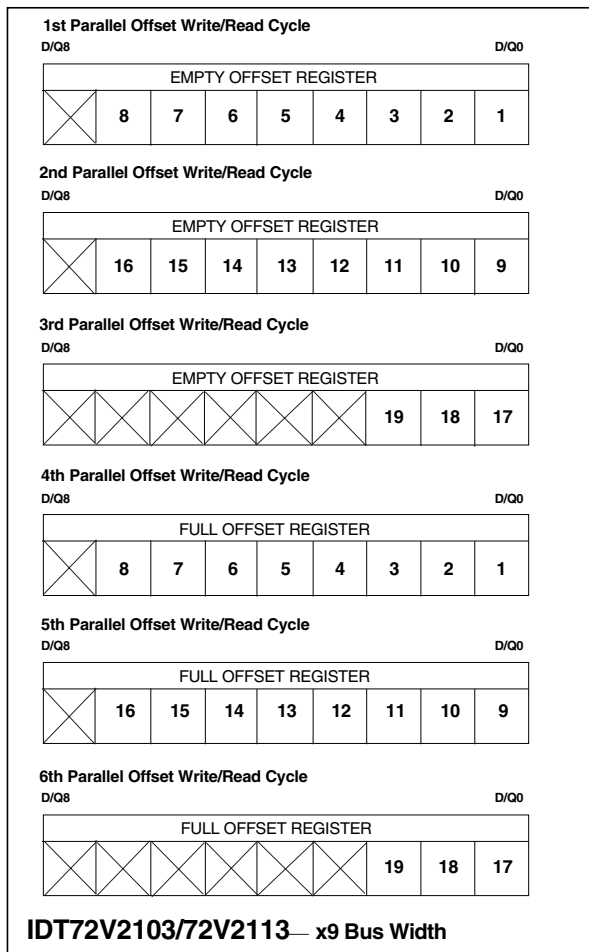 1st Parallel Offset Write/Read Cycle
D/Q8 D/Q0
EMPTY OFFSET REGISTER
8 7 6 5 4 3 2 1
2nd Parallel Offset Write/Read Cycle
D/Q8 D/Q0
EMPTY OFFSET REGISTER
16 15 14 13 12 11 10 9
3rd Parallel Offset Write/Read Cycle
D/Q8 D/Q0
EMPTY OFFSET REGISTER
19 18 17
4th Parallel Offset Write/Read Cycle
D/Q8 D/Q0
FULL OFFSET REGISTER
8 7 6 5 4 3 2 1
5th Parallel Offset Write/Read Cycle
D/Q8 D/Q0
FULL OFFSET REGISTER
16 15 14 13 12 11 10 9
6th Parallel Offset Write/Read Cycle
D/Q8 D/Q0
FULL OFFSET REGISTER
19 18 17
IDT72V2103/72V2113— x9 Bus Width